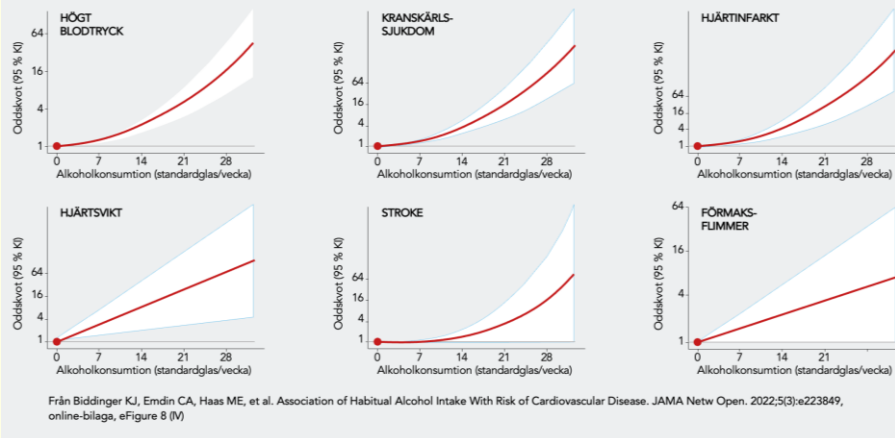 HÖGT
BLODTRYCK
Oddskvot (95 % KI)
64
16
4
1
0 7 14 21 28
Alkoholkonsumtion (standardglas/vecka)
KRANSKÄRLS-
SJUKDOM
Oddskvot (95 % KI)
64
16
4
1
0 7 14 21 28
Alkoholkonsumtion (standardglas/vecka)
HJÄRTINFARKT
Oddskvot (95 % KI)
64
16
4
1
0 7 14 21 28
Alkoholkonsumtion (standardglas/vecka)
HJÄRTSVIKT
Oddskvot (95 % KI)
64
16
4
1
0 7 14 21 28
Alkoholkonsumtion (standardglas/vecka)
STROKE
Oddskvot (95 % KI)
64
16
4
1
0 7 14 21 28
Alkoholkonsumtion (standardglas/vecka)
FÖRMAKS-
FLIMMER
Oddskvot (95 % KI)
64
16
4
1
0 7 14 21
Alkoholkonsumtion (standardglas/vecka)
Från Biddinger KJ, Emdin CA, Haas ME, et al. Association of Habitual Alcohol Intake With Risk of Cardiovascular Disease. JAMA Netw Open. 2022;5(3):e223849,
online-bilaga, eFigure 8 (IV)